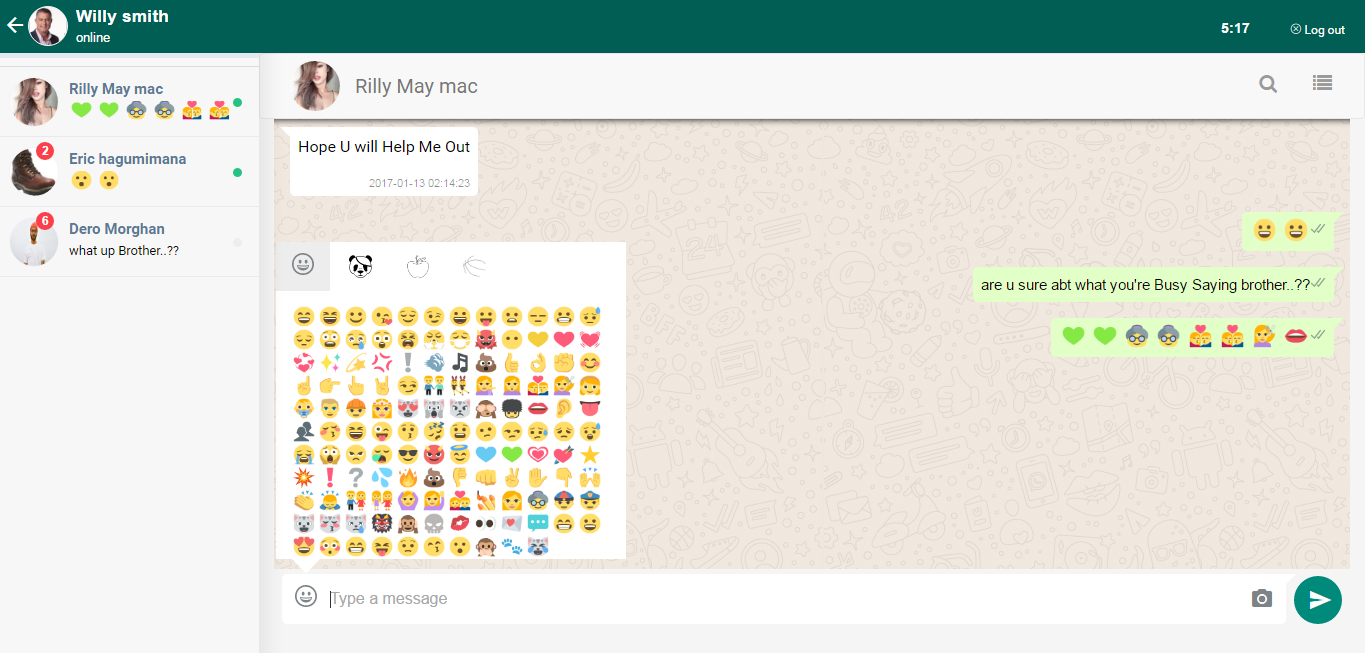 Willy smith
online
5:17
Log out
Rilly May mac
2
Eric hagumimana
6
Dero Morghan
what up Brother..??
Rilly May mac
Hope U will Help Me Out
2017-01-13 02:14:23
are u sure abt what you're Busy Saying brother..??
Type a message